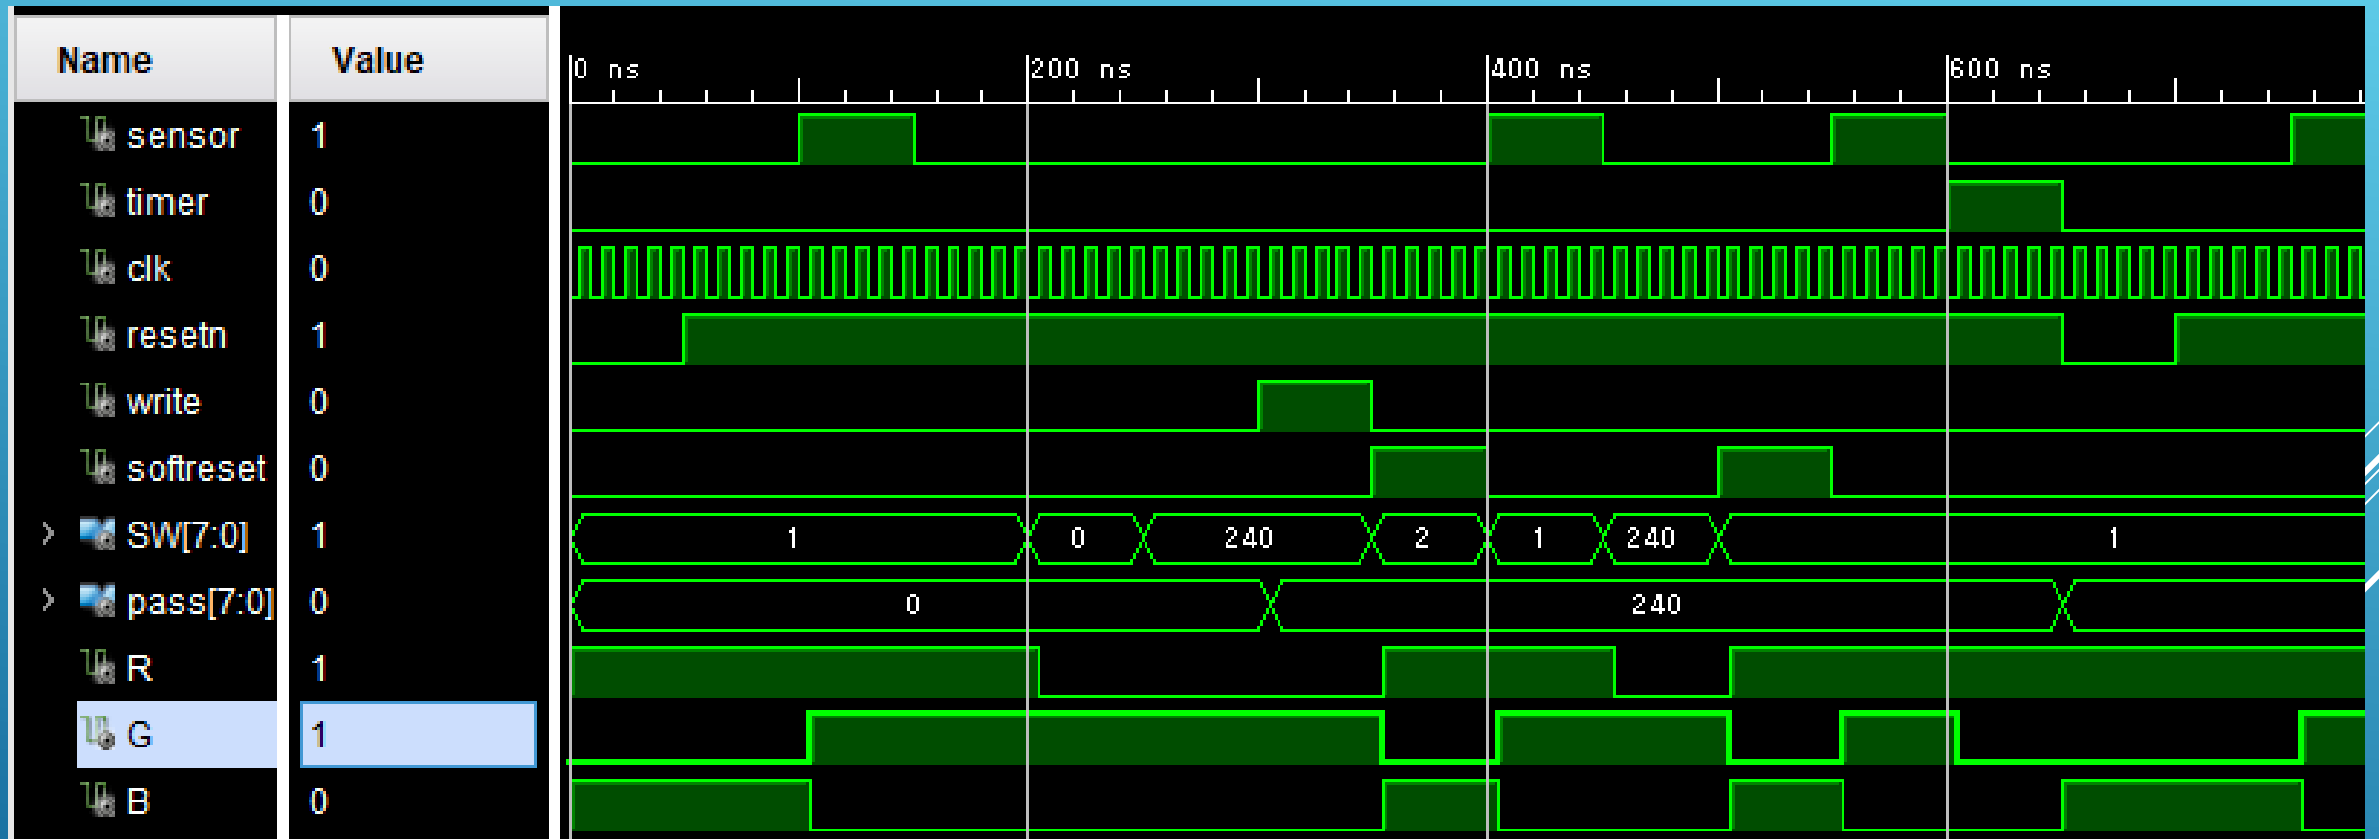 Name Value
0 ns 200 ns 400 ns 600 ns
sensor 1
timer 0
clk 0
resetn 1
write 0
softreset 0
SW[7:0] 1 1 0 240 2 1 240 1
pass[7:0] 0 0 240
R 1
G 1
B 0